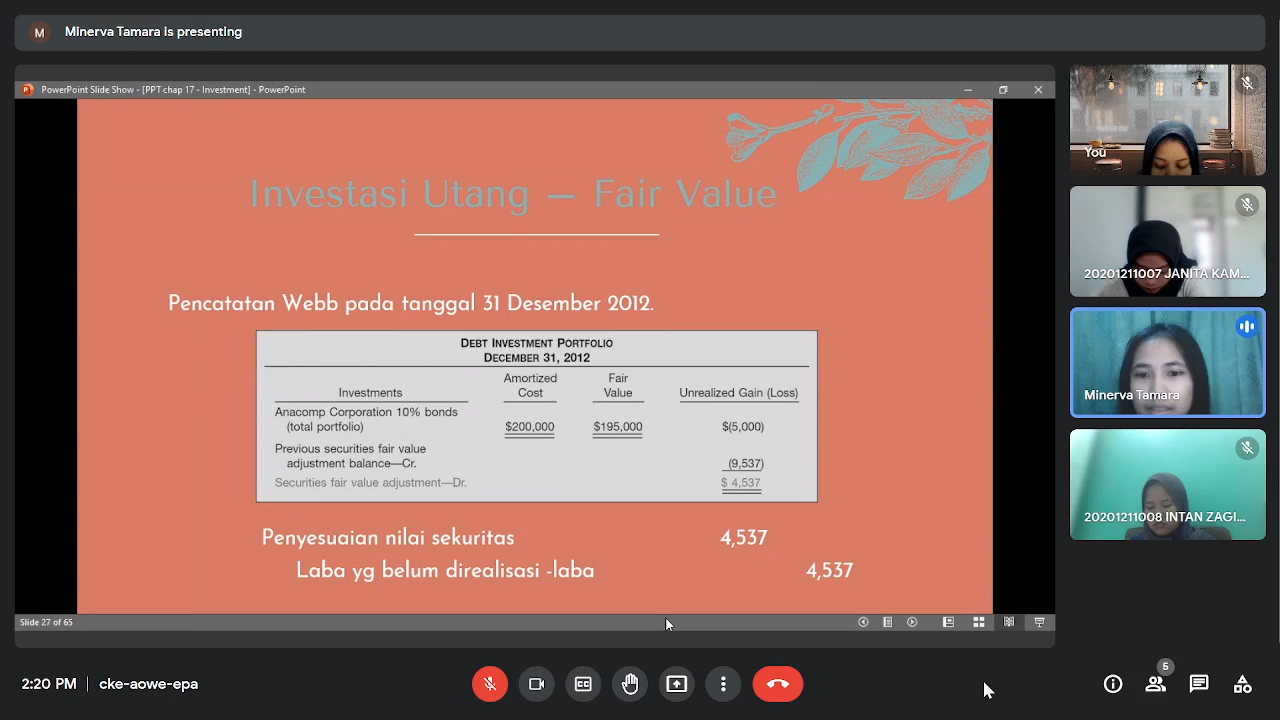 M Minerva Tamara is presenting
PowerPoint Slide Show - [PPT chap 17 - Investment] - PowerPoint
Investasi Utang – Fair Value
Pencatatan Webb pada tanggal 31 Desember 2012.
DEBT INVESTMENT PORTFOLIO
DECEMBER 31, 2012
Amortized Fair
Investments Cost Value Unrealized Gain (Loss)
Anacomp Corporation 10% bonds
(total portfolio) $200,000 $195,000 $(5,000)
Previous securities fair value
adjustment balance—Cr. (9,537)
Securities fair value adjustment—Dr. $ 4,537
Penyesuaian nilai sekuritas 4,537
Laba yg belum direalisasi -laba 4,537
Slide 27 of 65
You
20201211007 JANITA KAM...
Minerva Tamara
20201211008 INTAN ZAGI...
2:20 PM | cke-aowe-epa
5